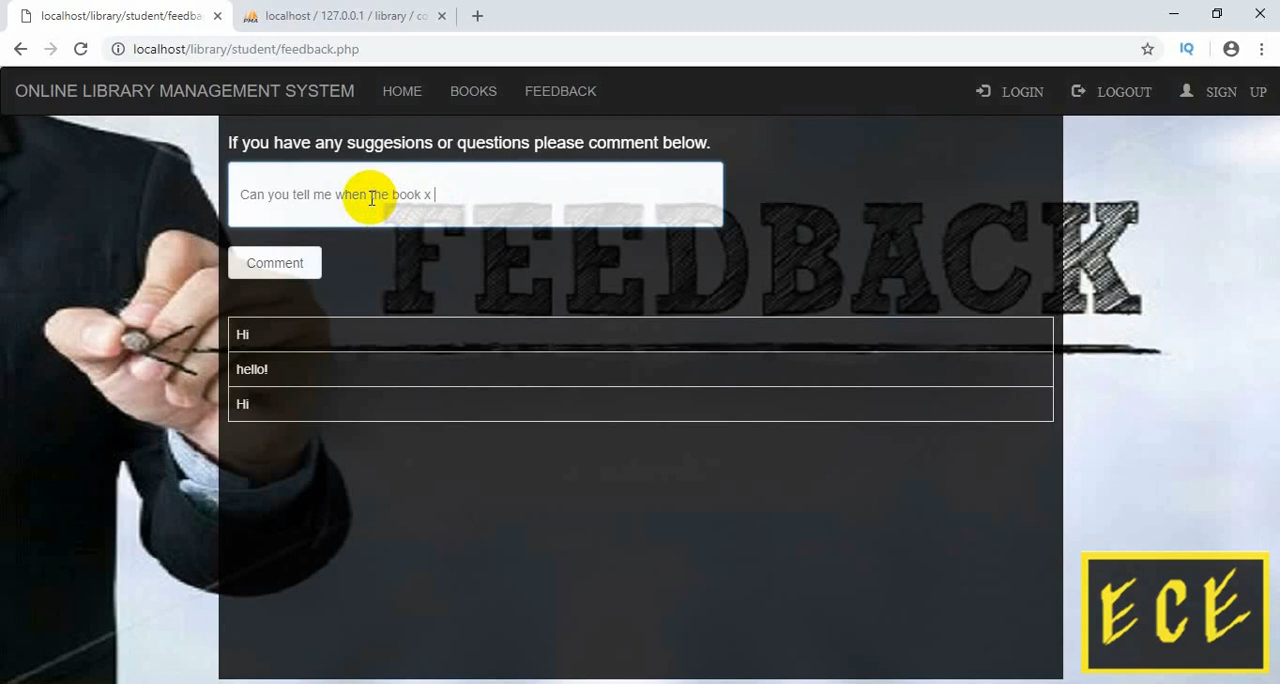 localhost/library/student/feedba
localhost / 127.0.0.1 / library / co
localhost/library/student/feedback.php
IQ
ONLINE LIBRARY MANAGEMENT SYSTEM HOME BOOKS FEEDBACK LOGIN LOGOUT SIGN UP
If you have any suggesions or questions please comment below.
Can you tell me when the book x
FEEDBACK
Comment
Hi
hello!
Hi
ECE